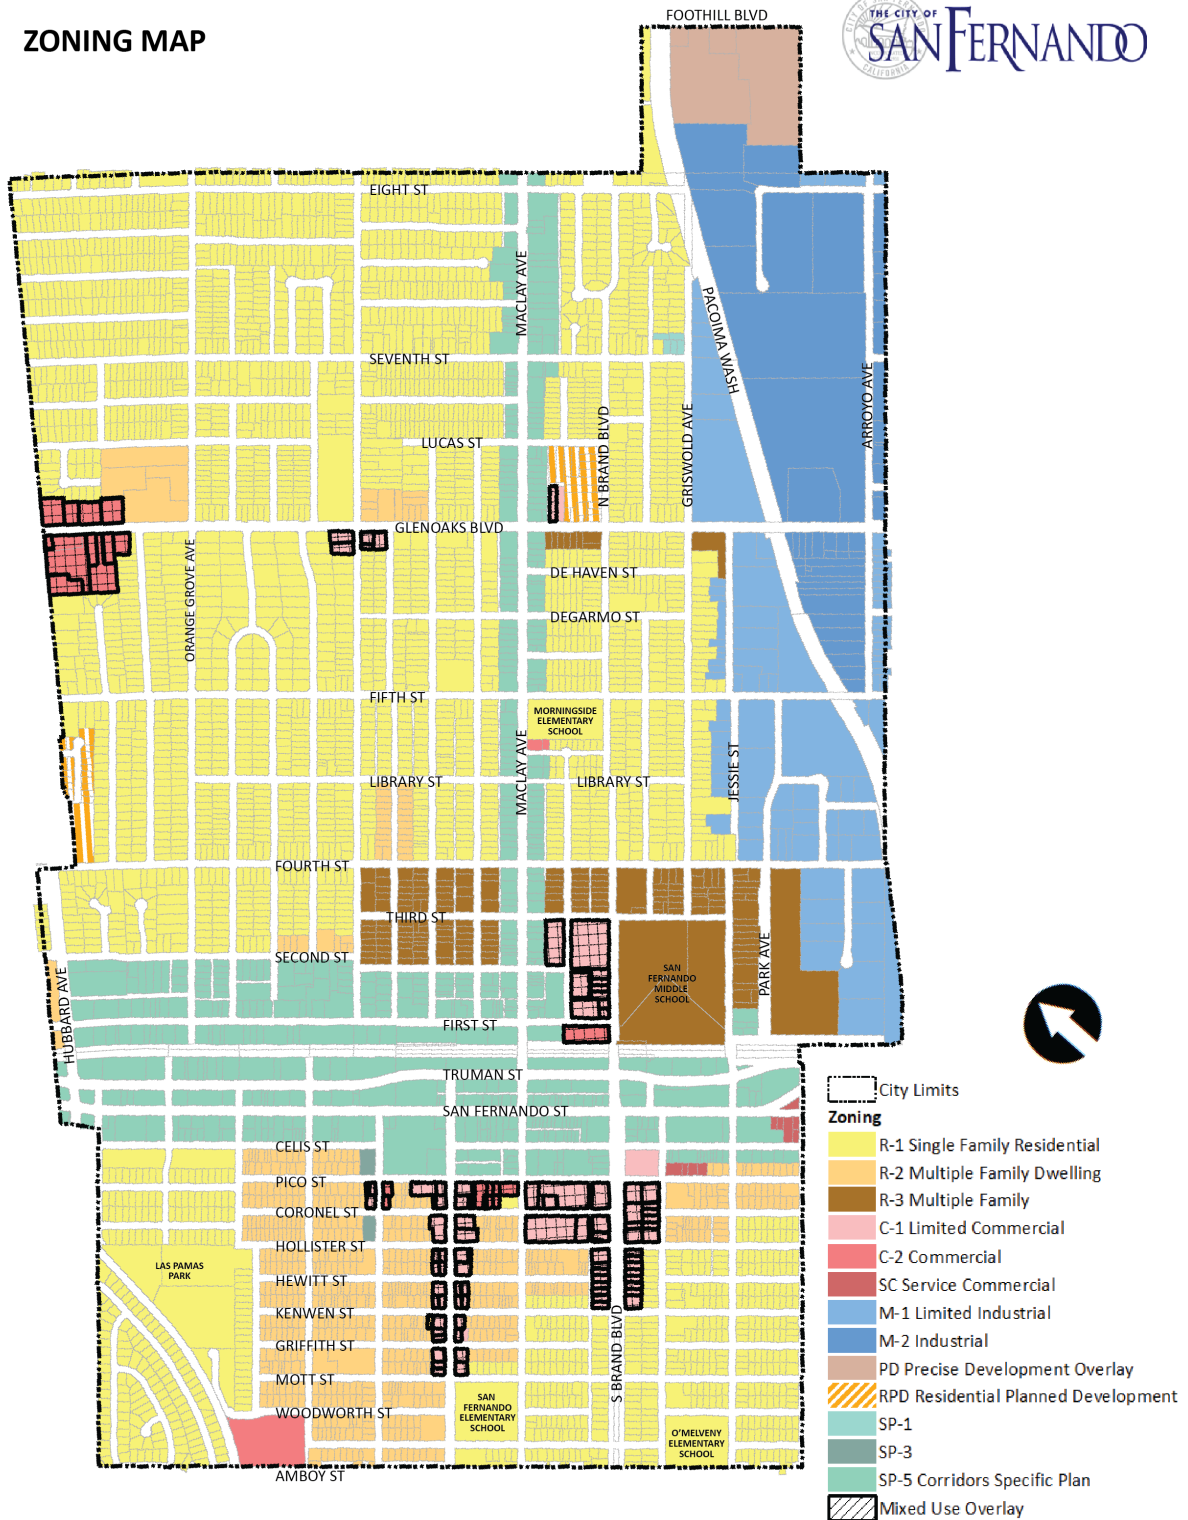 FOOTHILL BLVD
ZONING MAP
THE CITY OF
SAN FERNANDO
CALIFORNIA
EIGHT ST
MACLAY AVE
PACOIMA WASH
SEVENTH ST
ARROYO AVE
N BRAND BLVD
GRISWOLD AVE
LUCAS ST
GLENOAKS BLVD
ORANGE GROVE AVE
DE HAVEN ST
DEGARMO ST
FIFTH ST
MORNINGSIDE
ELEMENTARY
SCHOOL
MACLAY AVE
JESSIE ST
LIBRARY ST
LIBRARY ST
FOURTH ST
THIRD ST
SECOND ST
PARK AVE
SAN
FERNANDO
MIDDLE
SCHOOL
HUBBARD AVE
FIRST ST
TRUMAN ST
SAN FERNANDO ST
CELIS ST
PICO ST
CORONEL ST
HOLLISTER ST
LAS PAMAS
PARK
HEWITT ST
KENWEN ST
GRIFFITH ST
S BRAND BLVD
MOTT ST
WOODWORTH ST
SAN
FERNANDO
ELEMENTARY
SCHOOL
O'MELVENY
ELEMENTARY
SCHOOL
AMBOY ST
City Limits
Zoning
R-1 Single Family Residential
R-2 Multiple Family Dwelling
R-3 Multiple Family
C-1 Limited Commercial
C-2 Commercial
SC Service Commercial
M-1 Limited Industrial
M-2 Industrial
PD Precise Development Overlay
RPD Residential Planned Development
SP-1
SP-3
SP-5 Corridors Specific Plan
Mixed Use Overlay